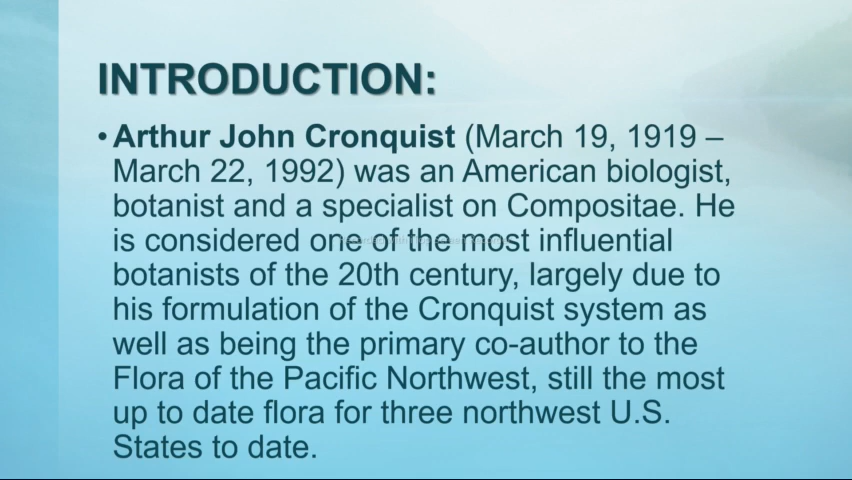 INTRODUCTION:
• Arthur John Cronquist (March 19, 1919 –
March 22, 1992) was an American biologist,
botanist and a specialist on Compositae. He
is considered one of the most influential
botanists of the 20th century, largely due to
his formulation of the Cronquist system as
well as being the primary co-author to the
Flora of the Pacific Northwest, still the most
up to date flora for three northwest U.S.
States to date.